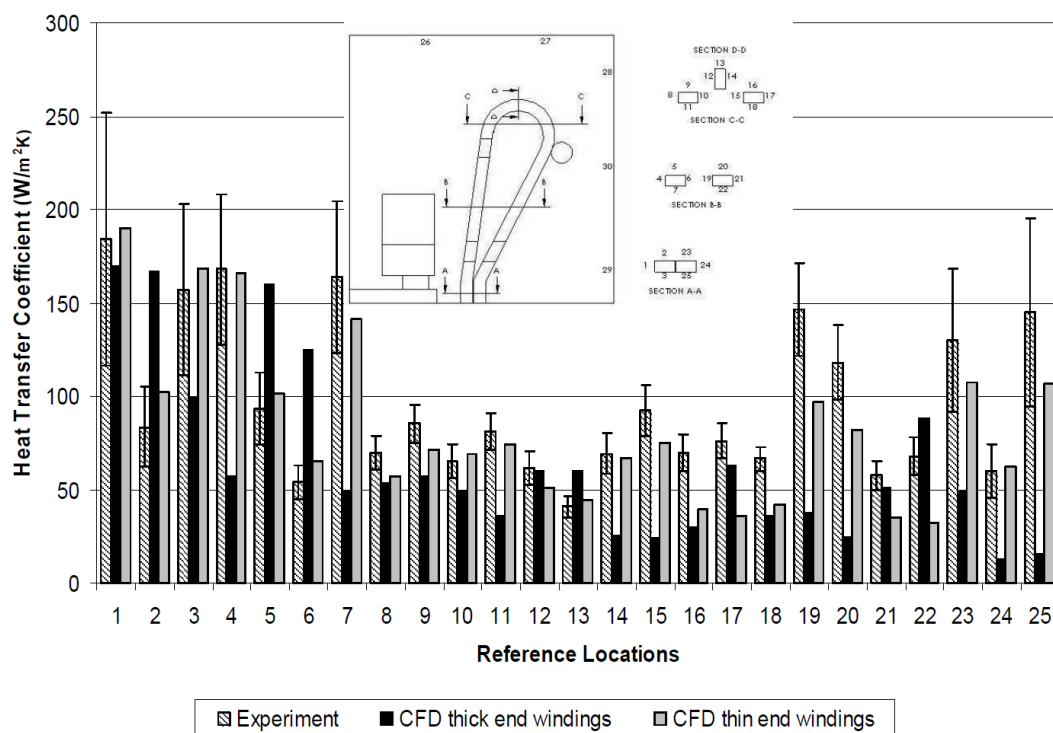 Heat Transfer Coefficient (W/m²K)
300
250
200
150
100
50
0
26 27
28
30
29
C C
D
D
B B
A A
SECTION D-D
13
12 14
9 16
8 10 15 17
11 18
SECTION C-C
5 20
4 6 19 21
7 22
SECTION B-B
2 23
1 24
3 25
SECTION A-A
1 2 3 4 5 6 7 8 9 10 11 12 13 14 15 16 17 18 19 20 21 22 23 24 25
Reference Locations
Experiment CFD thick end windings CFD thin end windings